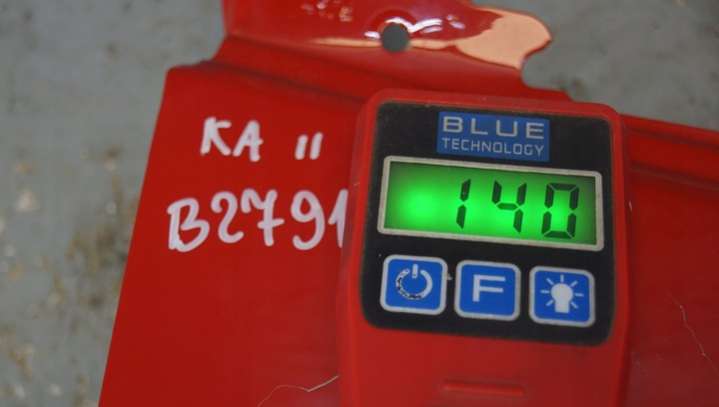 KA 11
B2791
BLUE
TECHNOLOGY
140
F